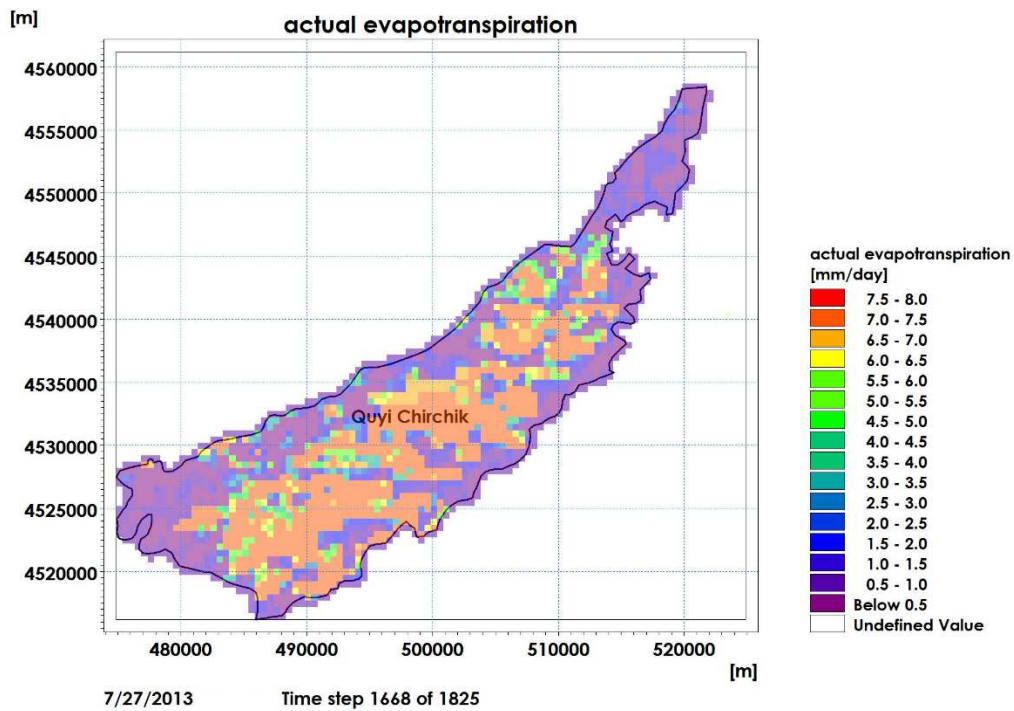 [m]
actual evapotranspiration
4560000
4555000
4550000
4545000
4540000
4535000
4530000
4525000
4520000
Quyi Chirchik
480000 490000 500000 510000 520000
[m]
7/27/2013 Time step 1668 of 1825
actual evapotranspiration
[mm/day]
7.5 - 8.0
7.0 - 7.5
6.5 - 7.0
6.0 - 6.5
5.5 - 6.0
5.0 - 5.5
4.5 - 5.0
4.0 - 4.5
3.5 - 4.0
3.0 - 3.5
2.5 - 3.0
2.0 - 2.5
1.5 - 2.0
1.0 - 1.5
0.5 - 1.0
Below 0.5
Undefined Value